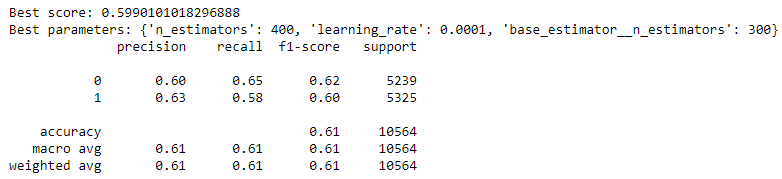 Best score: 0.5990101018296888
Best parameters: {'n_estimators': 400, 'learning_rate': 0.0001, 'base_estimator__n_estimators': 300}
precision recall f1-score support
0 0.60 0.65 0.62 5239
1 0.63 0.58 0.60 5325
accuracy 0.61 10564
macro avg 0.61 0.61 0.61 10564
weighted avg 0.61 0.61 0.61 10564